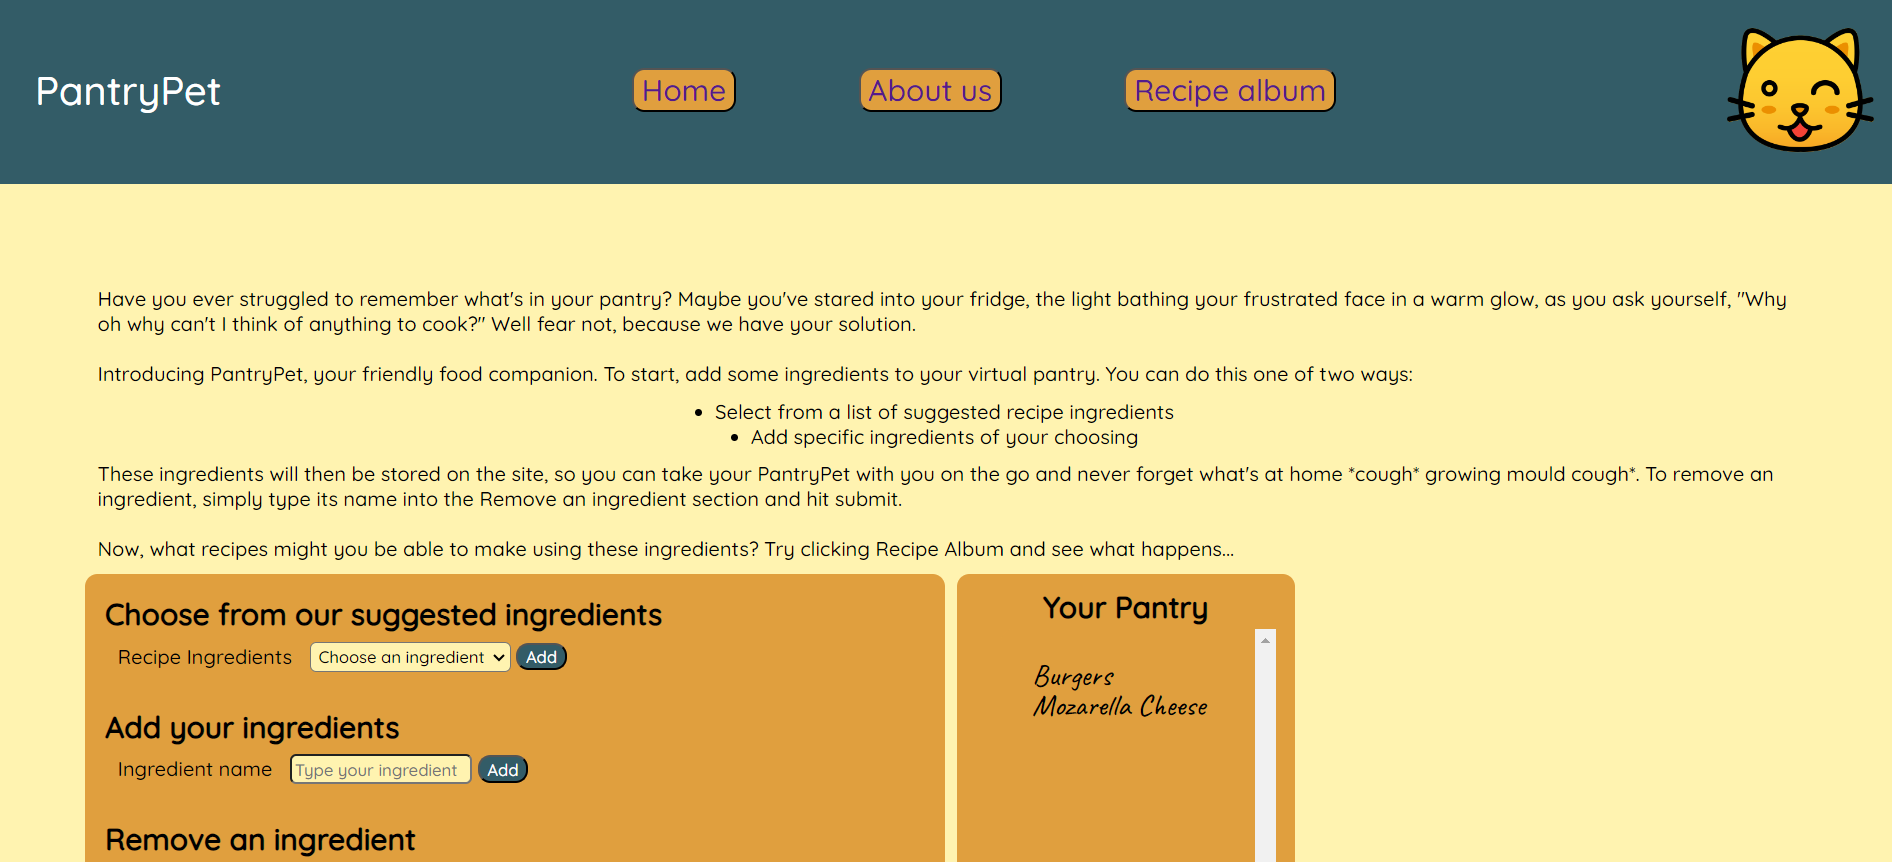 PantryPet
Home
About us
Recipe album
Have you ever struggled to remember what's in your pantry? Maybe you've stared into your fridge, the light bathing your frustrated face in a warm glow, as you ask yourself, "Why
oh why can't I think of anything to cook?" Well fear not, because we have your solution.
Introducing PantryPet, your friendly food companion. To start, add some ingredients to your virtual pantry. You can do this one of two ways:
• Select from a list of suggested recipe ingredients
• Add specific ingredients of your choosing
These ingredients will then be stored on the site, so you can take your PantryPet with you on the go and never forget what's at home *cough* growing mould cough*. To remove an
ingredient, simply type its name into the Remove an ingredient section and hit submit.
Now, what recipes might you be able to make using these ingredients? Try clicking Recipe Album and see what happens...
Choose from our suggested ingredients
Recipe Ingredients
Choose an ingredient
Add
Add your ingredients
Ingredient name
Type your ingredient
Add
Remove an ingredient
Your Pantry
Burgers
Mozarella Cheese